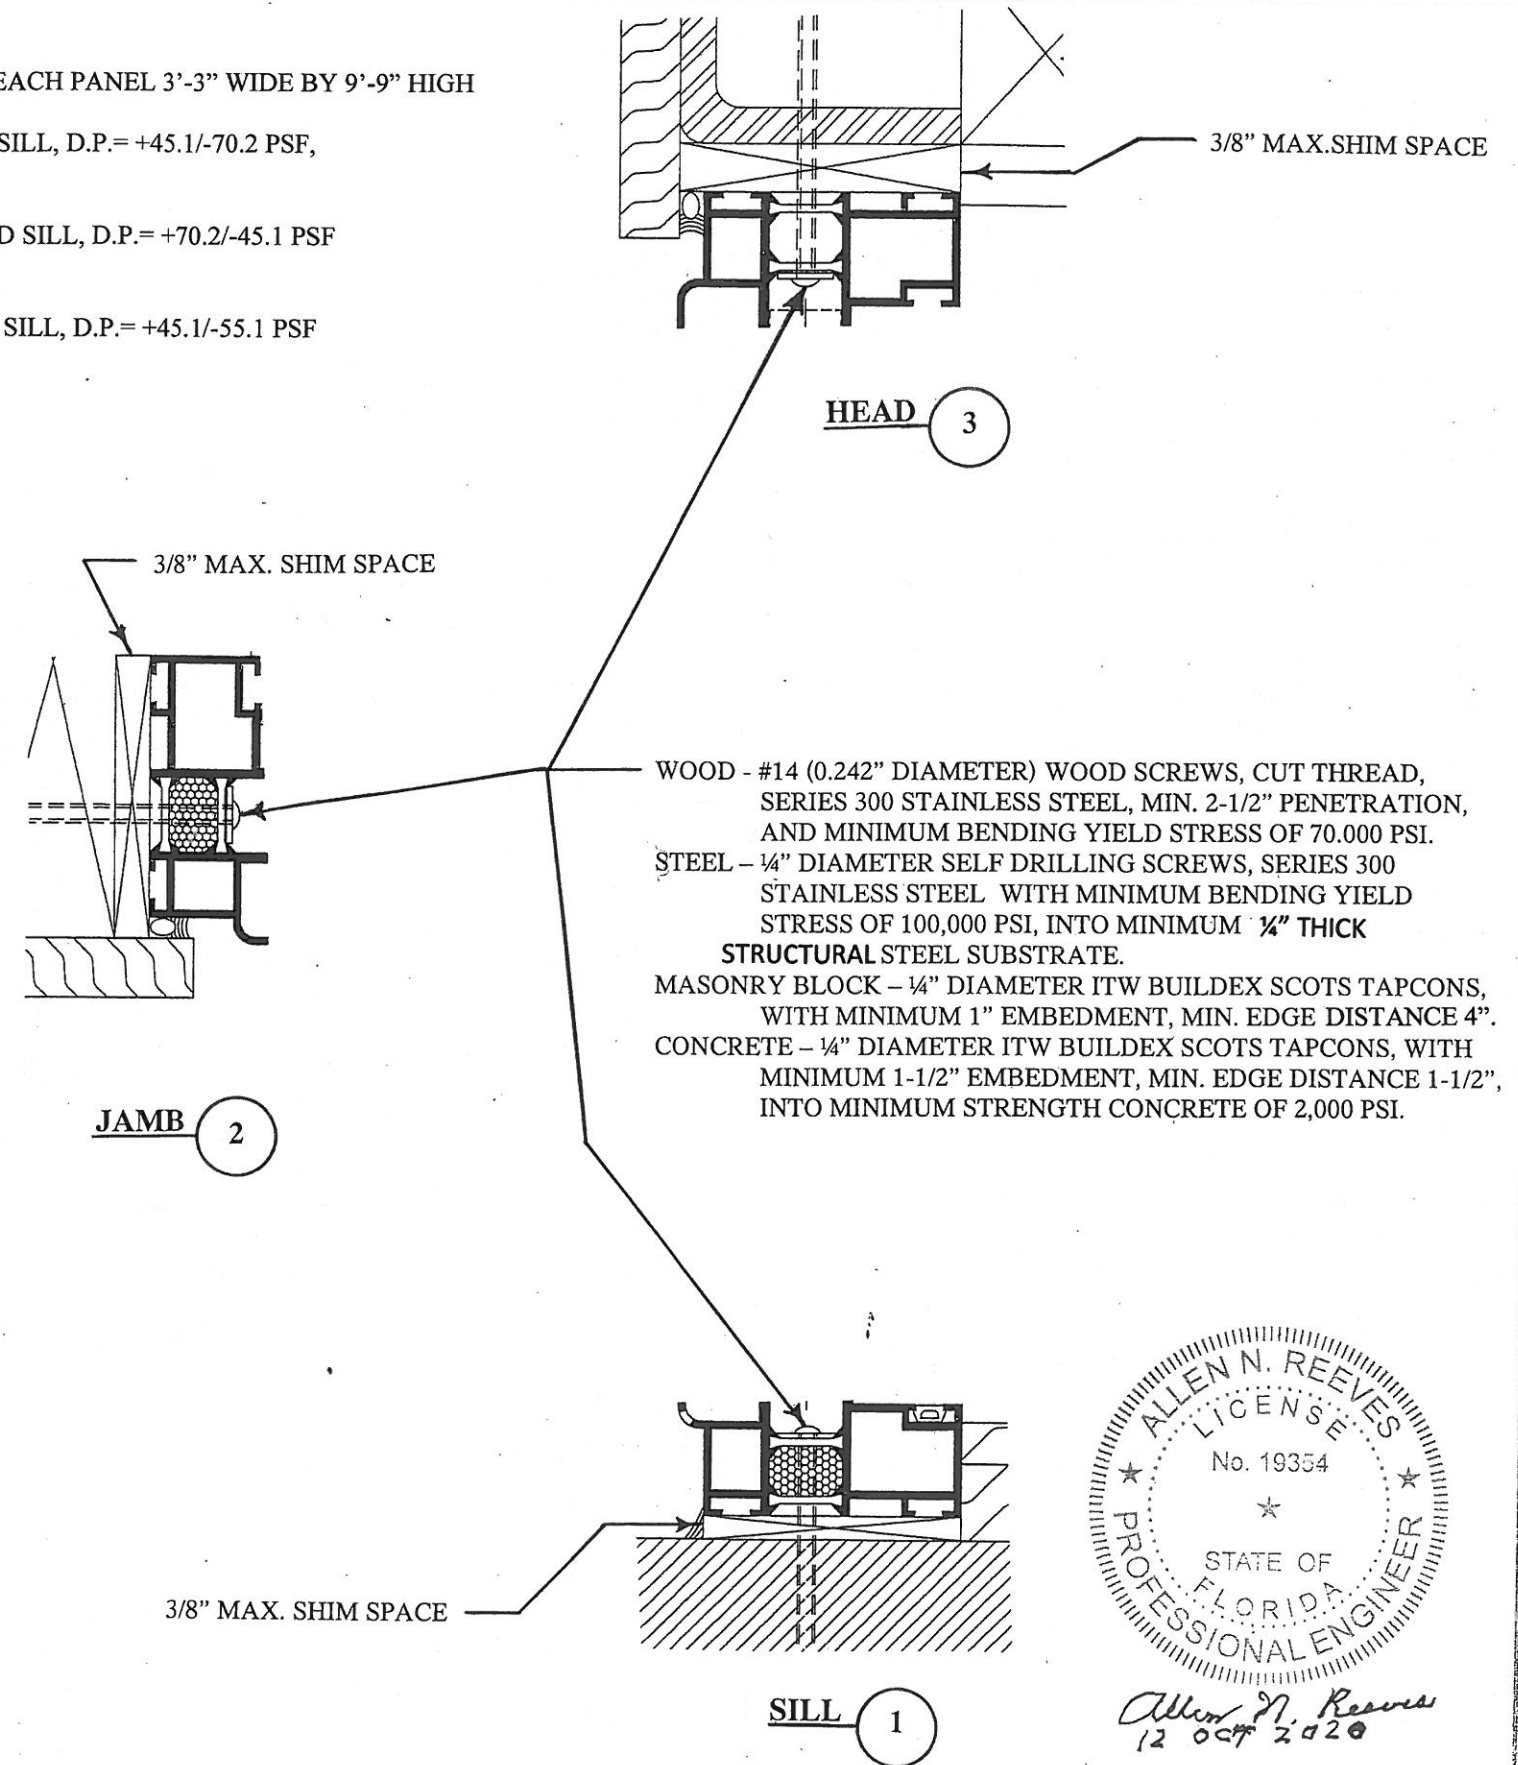 EACH PANEL 3’-3” WIDE BY 9’-9” HIGH
SILL, D.P.= +45.1/-70.2 PSF,
D SILL, D.P.= +70.2/-45.1 PSF
SILL, D.P.= +45.1/-55.1 PSF
3/8” MAX.SHIM SPACE
HEAD 3
3/8” MAX. SHIM SPACE
JAMB 2
WOOD - #14 (0.242” DIAMETER) WOOD SCREWS, CUT THREAD,
SERIES 300 STAINLESS STEEL, MIN. 2-1/2” PENETRATION,
AND MINIMUM BENDING YIELD STRESS OF 70.000 PSI.
STEEL – ¼” DIAMETER SELF DRILLING SCREWS, SERIES 300
STAINLESS STEEL WITH MINIMUM BENDING YIELD
STRESS OF 100,000 PSI, INTO MINIMUM ¼” THICK
STRUCTURAL STEEL SUBSTRATE.
MASONRY BLOCK – ¼” DIAMETER ITW BUILDEX SCOTS TAPCONS,
WITH MINIMUM 1” EMBEDMENT, MIN. EDGE DISTANCE 4”.
CONCRETE – ¼” DIAMETER ITW BUILDEX SCOTS TAPCONS, WITH
MINIMUM 1-1/2” EMBEDMENT, MIN. EDGE DISTANCE 1-1/2”,
INTO MINIMUM STRENGTH CONCRETE OF 2,000 PSI.
3/8” MAX. SHIM SPACE
SILL 1
ALLEN N. REEVES
LICENSE
No. 19354
STATE OF
FLORIDA
PROFESSIONAL ENGINEER
Allen N. Reeves
12 OCT 2020